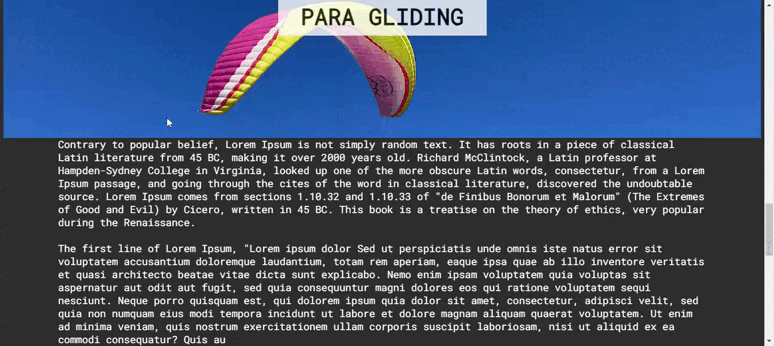 PARA GLIDING
Contrary to popular belief, Lorem Ipsum is not simply random text. It has roots in a piece of classical
Latin literature from 45 BC, making it over 2000 years old. Richard McClintock, a Latin professor at
Hampden-Sydney College in Virginia, looked up one of the more obscure Latin words, consectetur, from a Lorem
Ipsum passage, and going through the cites of the word in classical literature, discovered the undoubtable
source. Lorem Ipsum comes from sections 1.10.32 and 1.10.33 of "de Finibus Bonorum et Malorum" (The Extremes
of Good and Evil) by Cicero, written in 45 BC. This book is a treatise on the theory of ethics, very popular
during the Renaissance.
The first line of Lorem Ipsum, "Lorem ipsum dolor Sed ut perspiciatis unde omnis iste natus error sit
voluptatem accusantium doloremque laudantium, totam rem aperiam, eaque ipsa quae ab illo inventore veritatis
et quasi architecto beatae vitae dicta sunt explicabo. Nemo enim ipsam voluptatem quia voluptas sit
aspernatur aut odit aut fugit, sed quia consequuntur magni dolores eos qui ratione voluptatem sequi
nesciunt. Neque porro quisquam est, qui dolorem ipsum quia dolor sit amet, consectetur, adipisci velit, sed
quia non numquam eius modi tempora incidunt ut labore et dolore magnam aliquam quaerat voluptatem. Ut enim
ad minima veniam, quis nostrum exercitationem ullam corporis suscipit laboriosam, nisi ut aliquid ex ea
commodi consequatur? Quis au